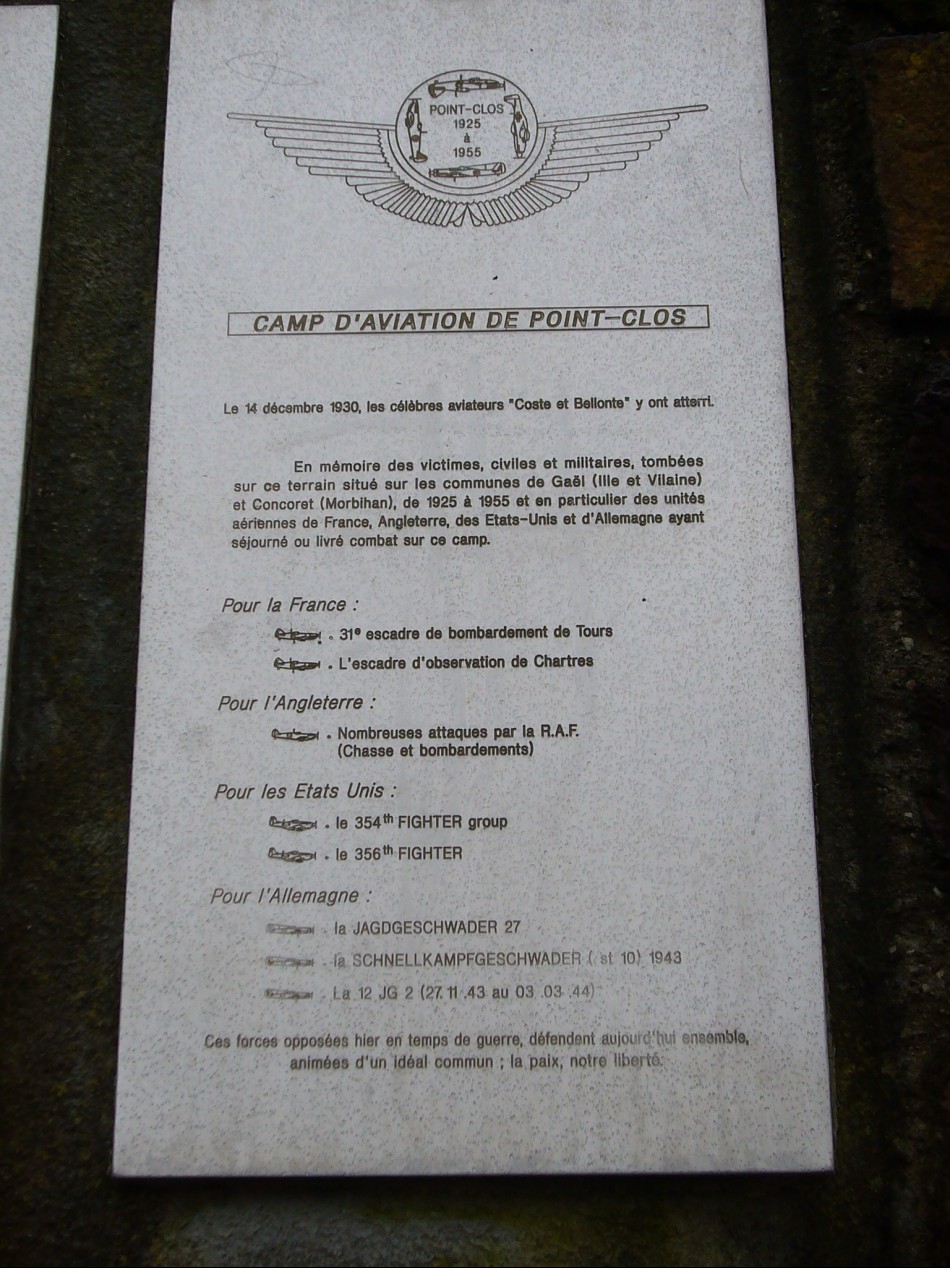 POINT-CLOS
1925
à
1955
CAMP D'AVIATION DE POINT-CLOS
Le 14 décembre 1930, les célèbres aviateurs "Coste et Bellonte" y ont atterri.
En mémoire des victimes, civiles et militaires, tombées
sur ce terrain situé sur les communes de Gaël (Ille et Vilaine)
et Concoret (Morbihan), de 1925 à 1955 et en particulier des unités
aériennes de France, Angleterre, des Etats-Unis et d'Allemagne ayant
séjourné ou livré combat sur ce camp.
Pour la France :
. 31e escadre de bombardement de Tours
. L'escadre d'observation de Chartres
Pour l'Angleterre :
. Nombreuses attaques par la R.A.F.
(Chasse et bombardements)
Pour les Etats Unis :
. le 354th FIGHTER group
. le 356th FIGHTER
Pour l'Allemagne :
. la JAGDGESCHWADER 27
. la SCHNELLKAMPFGESCHWADER ( st 10) 1943
. La 12 JG 2 (27.11.43 au 03.03.44)
Ces forces opposées hier en temps de guerre, défendent aujourd'hui ensemble,
animées d'un idéal commun ; la paix, notre liberté.